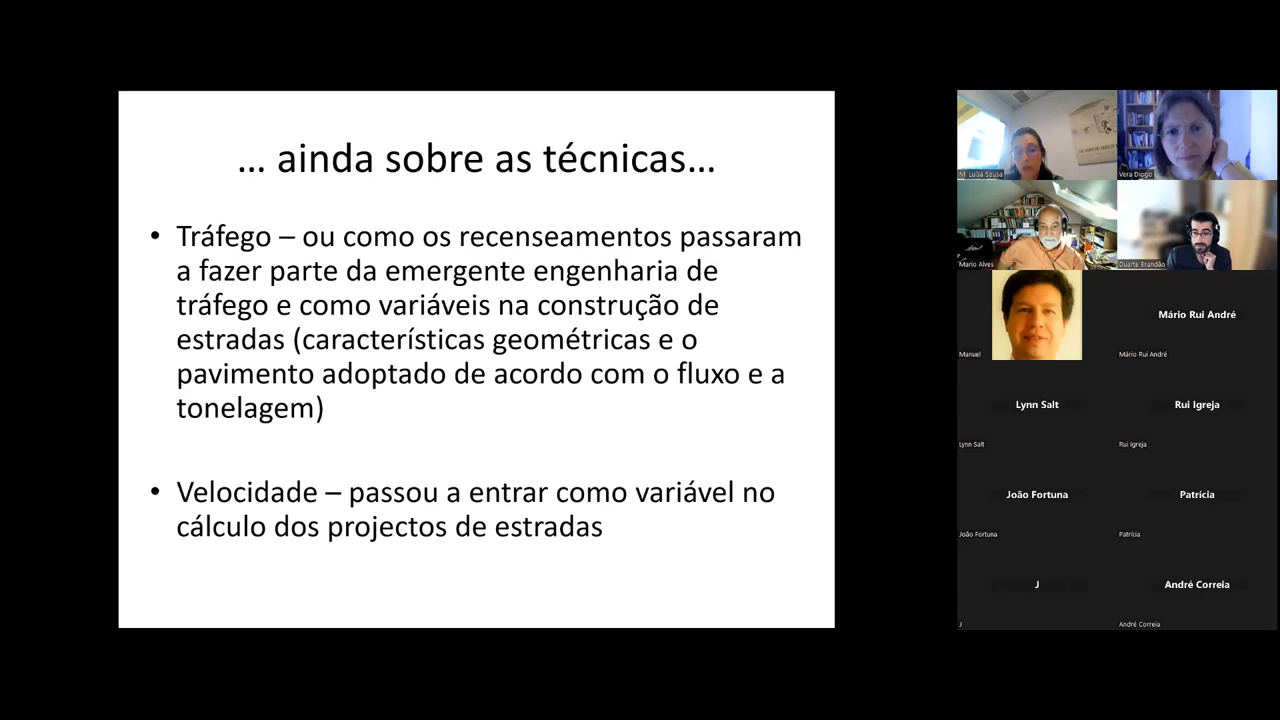 ... ainda sobre as técnicas...
• Tráfego – ou como os recenseamentos passaram
a fazer parte da emergente engenharia de
tráfego e como variáveis na construção de
estradas (características geométricas e o
pavimento adoptado de acordo com o fluxo e a
tonelagem)
• Velocidade – passou a entrar como variável no
cálculo dos projectos de estradas
M. Luísa Sousa
Vera Diogo
Mario Alves
Duarte Brandão
Manuel
Mário Rui André
Mário Rui André
Lynn Salt
Lynn Salt
Rui Igreja
Rui Igreja
João Fortuna
João Fortuna
Patrícia
Patrícia
J
J
André Correia
André Correia